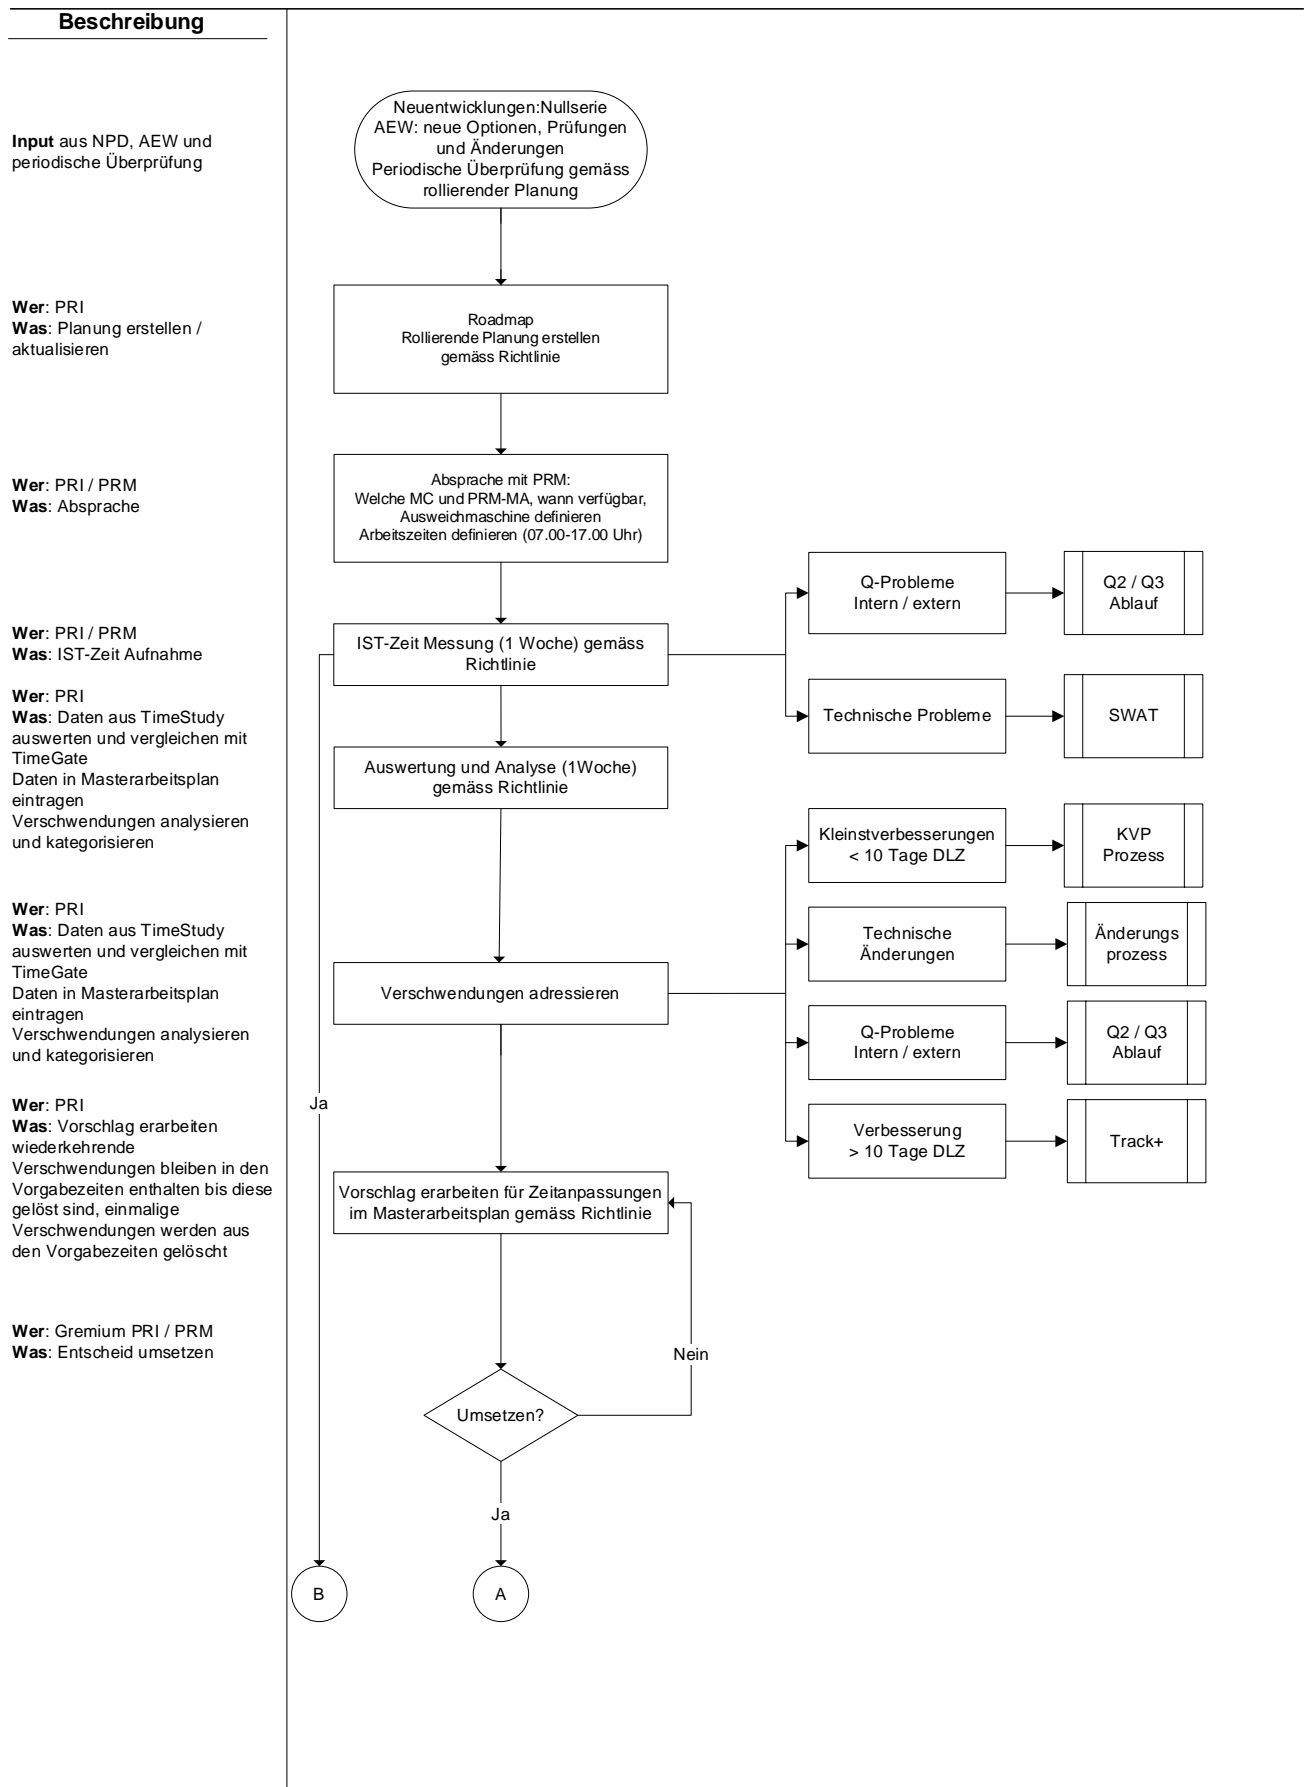 Beschreibung
Neuentwicklungen:Nullserie
AEW: neue Optionen, Prüfungen
und Änderungen
Periodische Überprüfung gemäss
rollierender Planung
Input aus NPD, AEW und
periodische Überprüfung
Wer: PRI
Was: Planung erstellen /
aktualisieren
Roadmap
Rollierende Planung erstellen
gemäss Richtlinie
Wer: PRI / PRM
Was: Absprache
Absprache mit PRM:
Welche MC und PRM-MA, wann verfügbar,
Ausweichmaschine definieren
Arbeitszeiten definieren (07.00-17.00 Uhr)
Q-Probleme
Intern / extern
Q2 / Q3
Ablauf
Wer: PRI / PRM
Was: IST-Zeit Aufnahme
IST-Zeit Messung (1 Woche) gemäss
Richtlinie
Technische Probleme
SWAT
Wer: PRI
Was: Daten aus TimeStudy
auswerten und vergleichen mit
TimeGate
Daten in Masterarbeitsplan
eintragen
Verschwendungen analysieren
und kategorisieren
Auswertung und Analyse (1Woche)
gemäss Richtlinie
Kleinstverbesserungen
< 10 Tage DLZ
KVP
Prozess
Wer: PRI
Was: Daten aus TimeStudy
auswerten und vergleichen mit
TimeGate
Daten in Masterarbeitsplan
eintragen
Verschwendungen analysieren
und kategorisieren
Technische
Änderungen
Änderungs
prozess
Verschwendungen adressieren
Q-Probleme
Intern / extern
Q2 / Q3
Ablauf
Verbesserung
> 10 Tage DLZ
Track+
Wer: PRI
Was: Vorschlag erarbeiten
wiederkehrende
Verschwendungen bleiben in den
Vorgabezeiten enthalten bis diese
gelöst sind, einmalige
Verschwendungen werden aus
den Vorgabezeiten gelöscht
Ja
Vorschlag erarbeiten für Zeitanpassungen
im Masterarbeitsplan gemäss Richtlinie
Wer: Gremium PRI / PRM
Was: Entscheid umsetzen
Nein
Umsetzen?
Ja
B
A